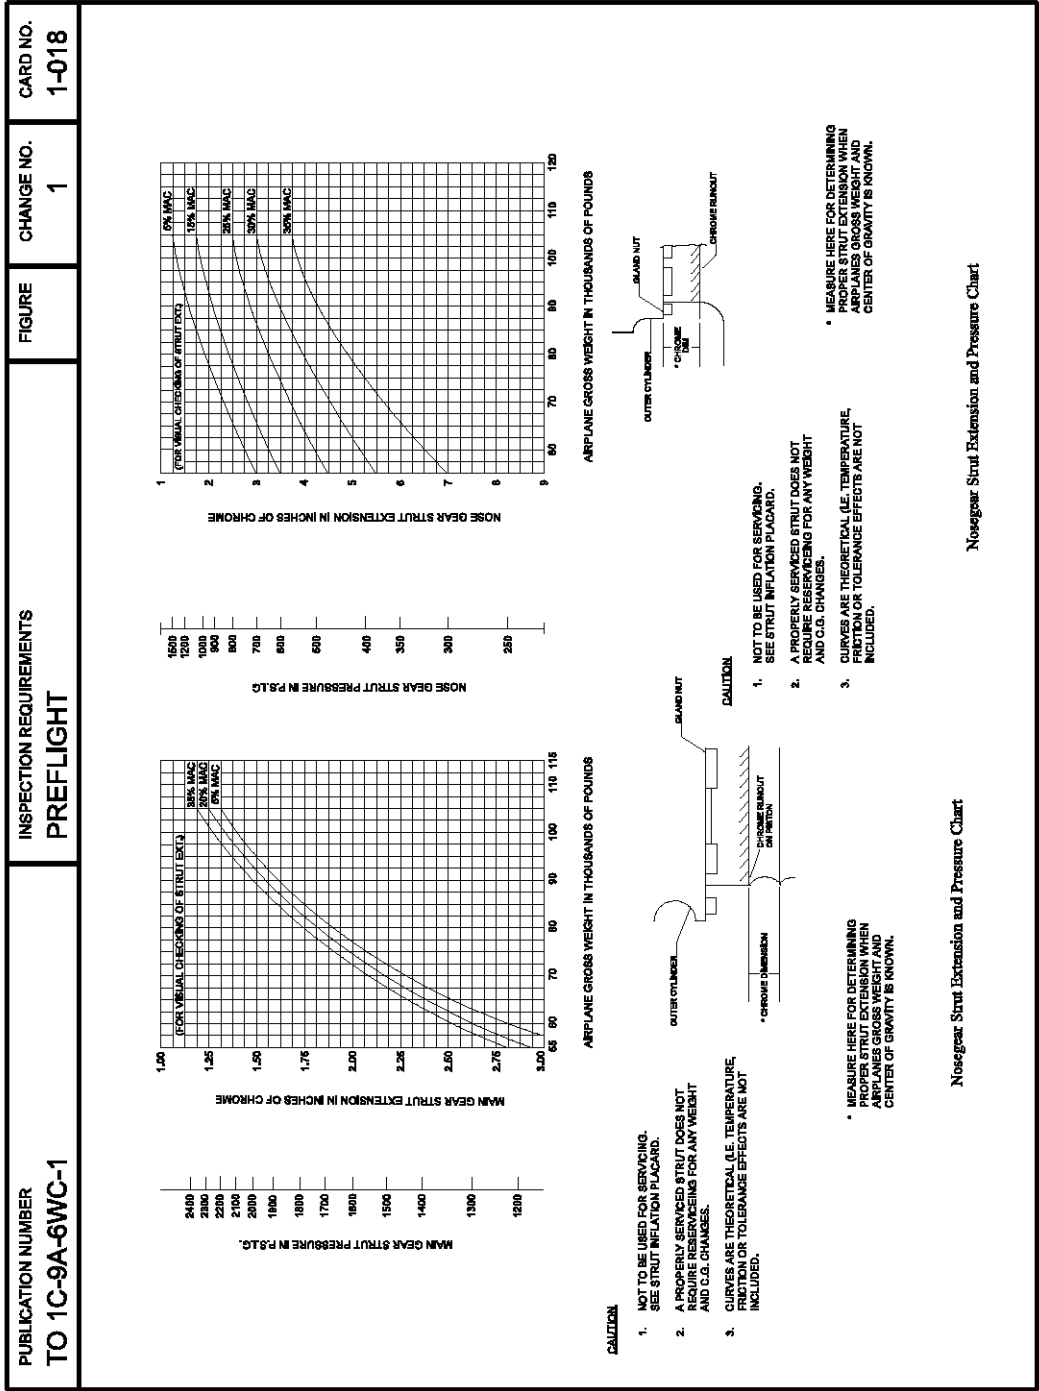 PUBLICATION NUMBER
TO 1C-9A-6WC-1
INSPECTION REQUIREMENTS
PREFLIGHT
FIGURE
CHANGE NO.
1
CARD NO.
1-018
MAIN GEAR STRUT PRESSURE IN P.S.I.G.
2400
2300
2200
2100
2000
1900
1800
1700
1600
1500
1400
1300
1200
MAIN GEAR STRUT EXTENSION IN INCHES OF CHROME
1.00
1.25
1.50
1.75
2.00
2.25
2.50
2.75
3.00
(FOR VISUAL CHECKING OF STRUT EXT.)
35% MAC
20% MAC
5% MAC
55 60 70 80 90 100 110 115
AIRPLANE GROSS WEIGHT IN THOUSANDS OF POUNDS
NOSE GEAR STRUT PRESSURE IN P.S.I.G
1500
1200
1000
900
800
700
600
500
400
350
300
250
NOSE GEAR STRUT EXTENSION IN INCHES OF CHROME
1
2
3
4
5
6
7
8
9
(FOR VISUAL CHECKING OF STRUT EXT.)
5% MAC
15% MAC
25% MAC
30% MAC
35% MAC
60 70 80 90 100 110 120
AIRPLANE GROSS WEIGHT IN THOUSANDS OF POUNDS
CAUTION
1. NOT TO BE USED FOR SERVICING.
SEE STRUT INFLATION PLACARD.
2. A PROPERLY SERVICED STRUT DOES NOT
REQUIRE RESERVICEING FOR ANY WEIGHT
AND C.G. CHANGES.
3. CURVES ARE THEORETICAL (I.E. TEMPERATURE,
FRICTION OR TOLERANCE EFFECTS ARE NOT
INCLUDED.
OUTER CYLINDER
GLAND NUT
* CHROME DIMENSION
CHROME RUNOUT
ON PISTON
* MEASURE HERE FOR DETERMINING
PROPER STRUT EXTENSION WHEN
AIRPLANES GROSS WEIGHT AND
CENTER OF GRAVITY IS KNOWN.
Nosegear Strut Extension and Pressure Chart
CAUTION
1. NOT TO BE USED FOR SERVICING.
SEE STRUT INFLATION PLACARD.
2. A PROPERLY SERVICED STRUT DOES NOT
REQUIRE RESERVICEING FOR ANY WEIGHT
AND C.G. CHANGES.
3. CURVES ARE THEORETICAL (I.E. TEMPERATURE,
FRICTION OR TOLERANCE EFFECTS ARE NOT
INCLUDED.
OUTER CYLINDER
GLAND NUT
* CHROME
DIM
CHROME RUNOUT
* MEASURE HERE FOR DETERMINING
PROPER STRUT EXTENSION WHEN
AIRPLANES GROSS WEIGHT AND
CENTER OF GRAVITY IS KNOWN.
Nosegear Strut Extension and Pressure Chart